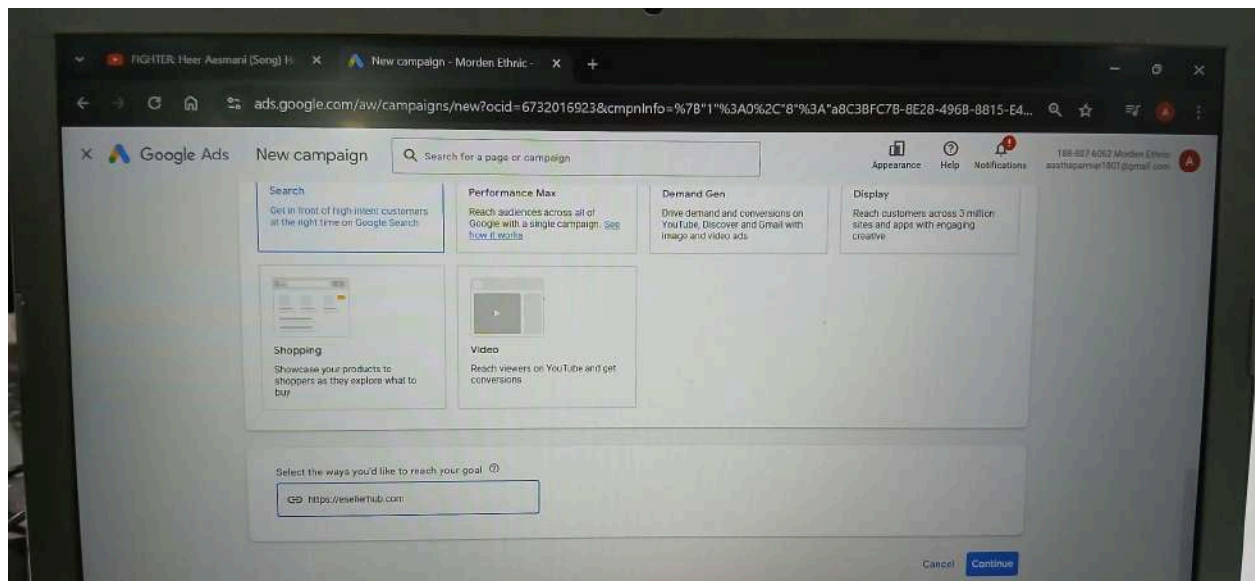 FIGHTER: Heer Aasmani (Song) H
New campaign - Morden Ethnic -
ads.google.com/aw/campaigns/new?ocid=6732016923&cmpnInfo=%7B"1"%3A0%2C"8"%3A"a8C3BFC7B-8E28-496B-8815-E4...
Google Ads
New campaign
Search for a page or campaign
Appearance
Help
Notifications
188-887-6062 Morden Ethnic
A
Search
Get in front of high-intent customers
at the right time on Google Search
Performance Max
Reach audiences across all of
Google with a single campaign. See
how it works
Demand Gen
Drive demand and conversions on
YouTube, Discover and Gmail with
image and video ads
Display
Reach customers across 3 million
sites and apps with engaging
creative
Shopping
Showcase your products to
shoppers as they explore what to
buy
Video
Reach viewers on YouTube and get
conversions
Select the ways you'd like to reach your goal
https://esellerhub.com
Cancel
Continue